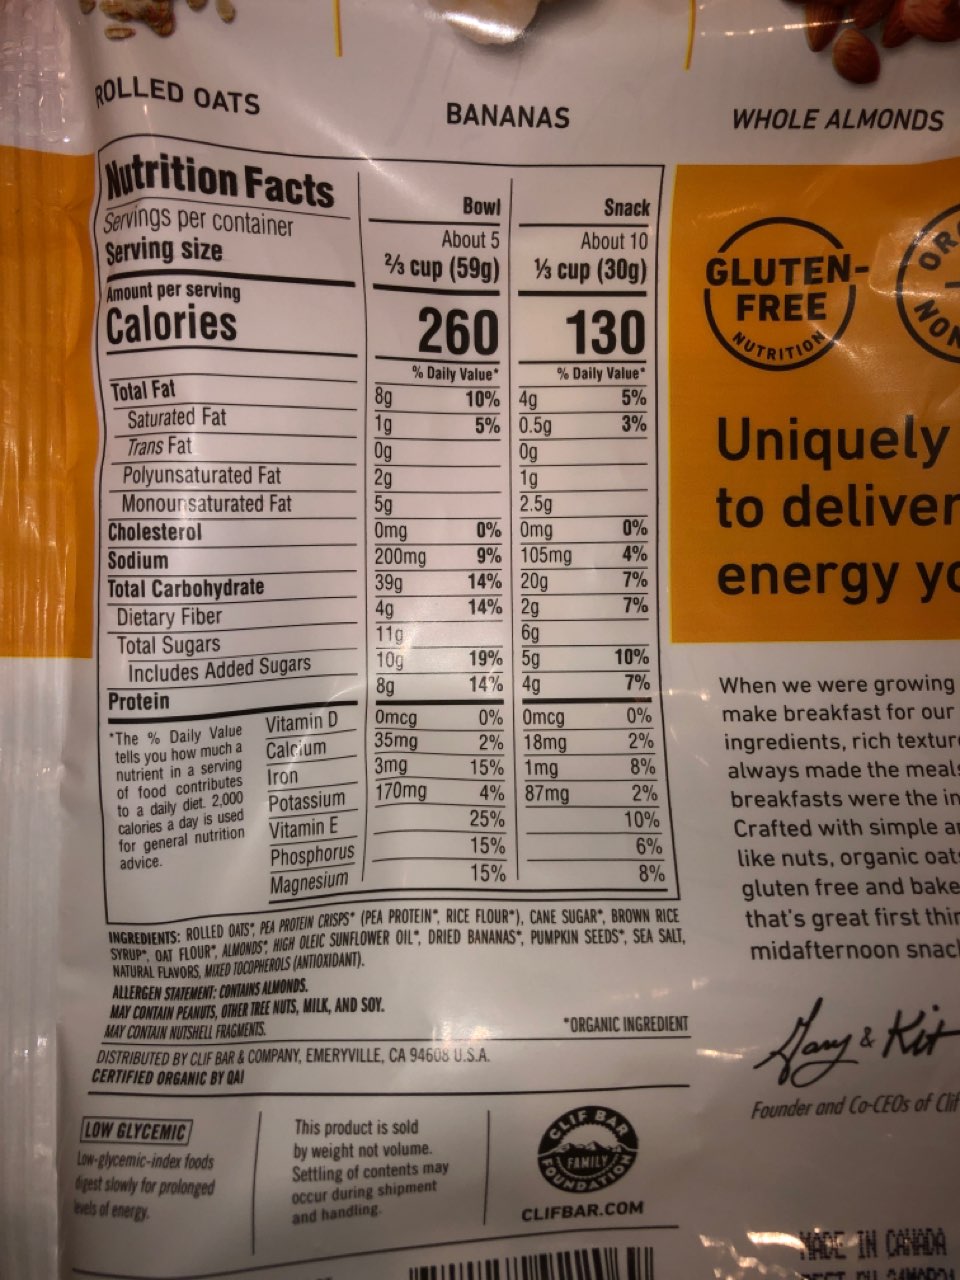 ROLLED OATS
BANANAS
WHOLE ALMONDS
Nutrition Facts
Bowl Snack
Servings per container About 5 About 10
Serving size ⅔ cup (59g) ⅓ cup (30g)
Amount per serving
Calories 260 130
% Daily Value* % Daily Value*
Total Fat 8g 10% 4g 5%
Saturated Fat 1g 5% 0.5g 3%
Trans Fat 0g 0g
Polyunsaturated Fat 2g 1g
Monounsaturated Fat 5g 2.5g
Cholesterol 0mg 0% 0mg 0%
Sodium 200mg 9% 105mg 4%
Total Carbohydrate 39g 14% 20g 7%
Dietary Fiber 4g 14% 2g 7%
Total Sugars 11g 6g
Includes Added Sugars 10g 19% 5g 10%
Protein 8g 14% 4g 7%
Vitamin D 0mcg 0% 0mcg 0%
Calcium 35mg 2% 18mg 2%
Iron 3mg 15% 1mg 8%
Potassium 170mg 4% 87mg 2%
Vitamin E 25% 10%
Phosphorus 15% 6%
Magnesium 15% 8%
*The % Daily Value
tells you how much a
nutrient in a serving
of food contributes
to a daily diet. 2,000
calories a day is used
for general nutrition
advice.
INGREDIENTS: ROLLED OATS*, PEA PROTEIN CRISPS* (PEA PROTEIN*, RICE FLOUR*), CANE SUGAR*, BROWN RICE
SYRUP*, OAT FLOUR*, ALMONDS*, HIGH OLEIC SUNFLOWER OIL*, DRIED BANANAS*, PUMPKIN SEEDS*, SEA SALT,
NATURAL FLAVORS, MIXED TOCOPHEROLS (ANTIOXIDANT).
ALLERGEN STATEMENT: CONTAINS ALMONDS.
MAY CONTAIN PEANUTS, OTHER TREE NUTS, MILK, AND SOY.
MAY CONTAIN NUTSHELL FRAGMENTS.
*ORGANIC INGREDIENT
DISTRIBUTED BY CLIF BAR & COMPANY, EMERYVILLE, CA 94608 U.S.A.
CERTIFIED ORGANIC BY QAI
LOW GLYCEMIC
Low-glycemic-index foods
digest slowly for prolonged
levels of energy.
This product is sold
by weight not volume.
Settling of contents may
occur during shipment
and handling.
CLIF BAR
FAMILY
FOUNDATION
CLIFBAR.COM
GLUTEN-
FREE
NUTRITION
OR
NON
Uniquely
to deliver
energy yo
When we were growing
make breakfast for our
ingredients, rich texture
always made the meals
breakfasts were the in
Crafted with simple a
like nuts, organic oat
gluten free and bake
that's great first thin
midafternoon snac
Gary & Kit
Founder and Co-CEOs of Clif
MADE IN CANADA